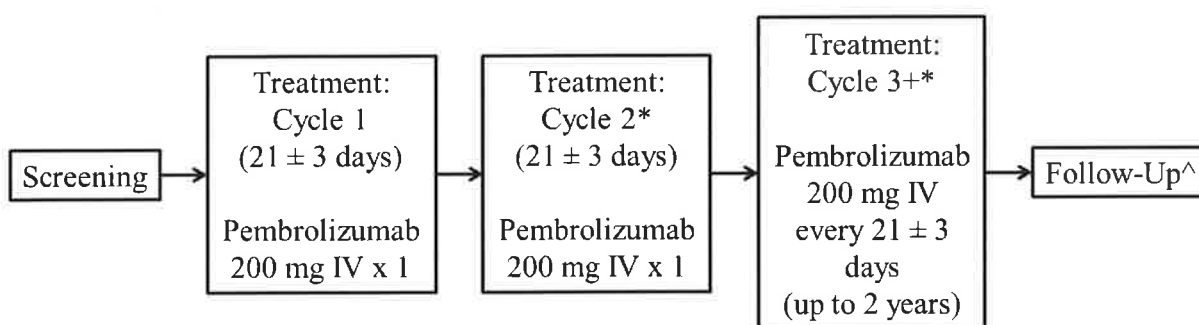 Screening
Treatment:
Cycle 1
(21 ± 3 days)
Pembrolizumab
200 mg IV x 1
Treatment:
Cycle 2*
(21 ± 3 days)
Pembrolizumab
200 mg IV x 1
Treatment:
Cycle 3+*
Pembrolizumab
200 mg IV
every 21 ± 3
days
(up to 2 years)
Follow-Up^